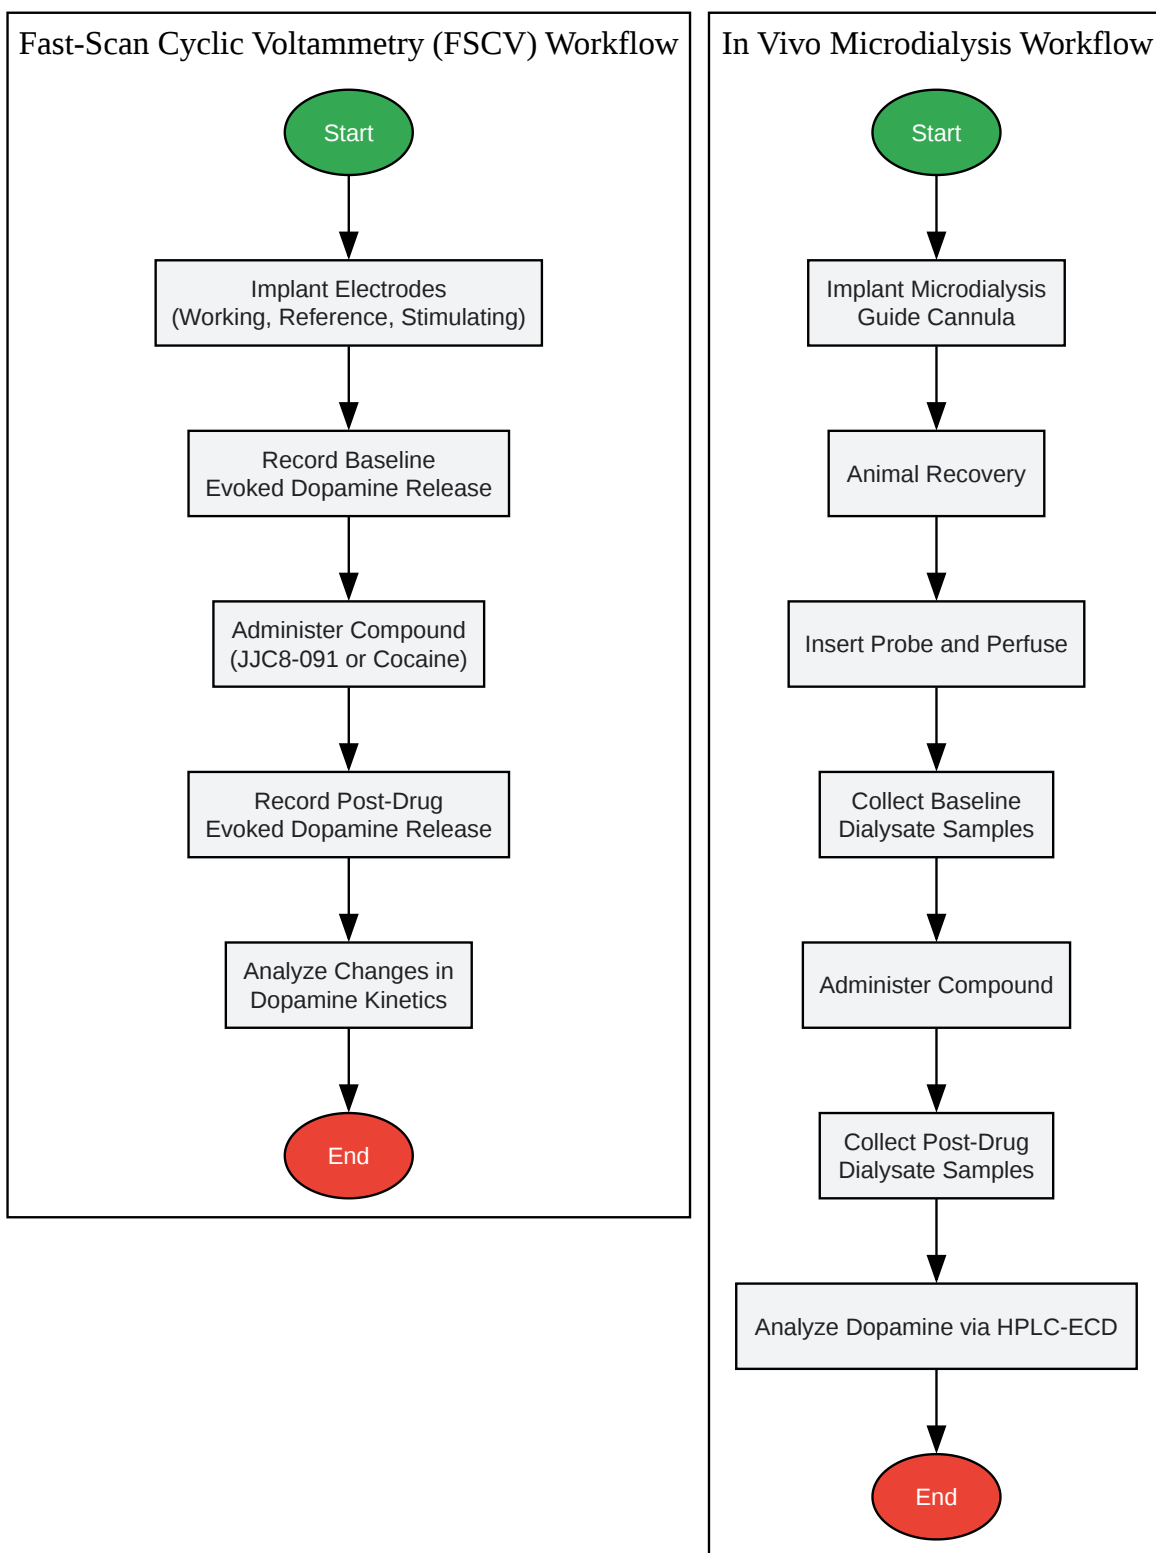 Fast-Scan Cyclic Voltammetry (FSCV) Workflow
Start
Implant Electrodes
(Working, Reference, Stimulating)
Record Baseline
Evoked Dopamine Release
Administer Compound
(JJC8-091 or Cocaine)
Record Post-Drug
Evoked Dopamine Release
Analyze Changes in
Dopamine Kinetics
End
In Vivo Microdialysis Workflow
Start
Implant Microdialysis
Guide Cannula
Animal Recovery
Insert Probe and Perfuse
Collect Baseline
Dialysate Samples
Administer Compound
Collect Post-Drug
Dialysate Samples
Analyze Dopamine via HPLC-ECD
End